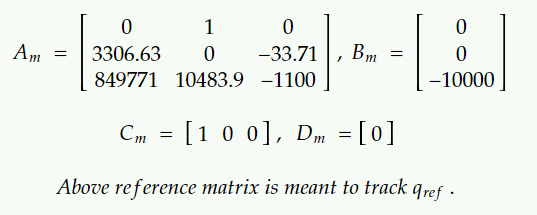 A_m = [ 0 1 0 ; 3306.63 0 −33.71 ; 849771 10483.9 −1100 ], B_m = [ 0 ; 0 ; −10000 ]
C_m = [1 0 0], D_m = [0]
Above reference matrix is meant to track q_ref .